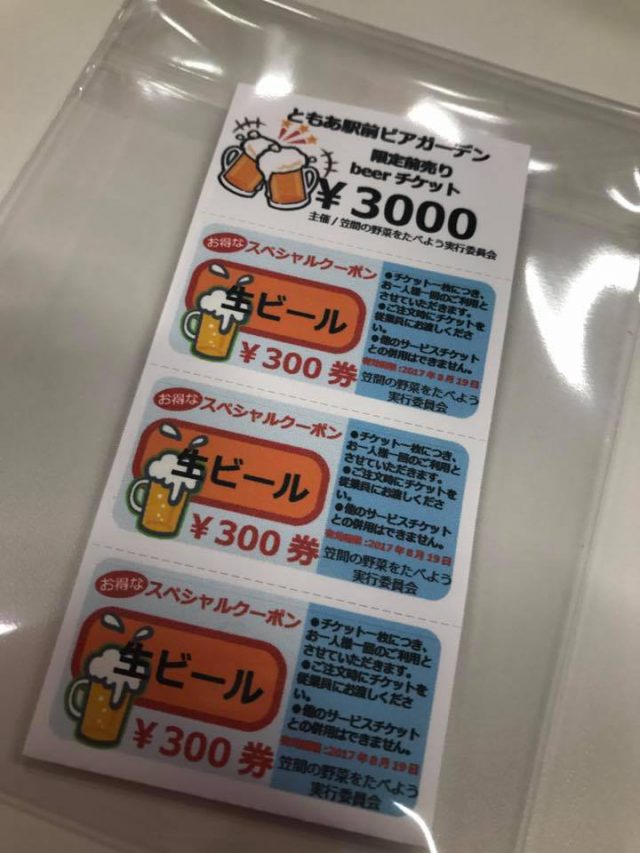 ともあ駅前ビアガーデン
限定前売り
beer チケット
¥3000
主催 / 笠間の野菜をたべよう実行委員会
お得な スペシャルクーポン
生ビール
¥300 券
●チケット一枚につき、
お一人様一回のご利用と
させていただきます。
●ご注文時にチケットを
従業員にお渡しくださ
い。
●他のサービスチケット
との併用はできません。
有効期限:2017年8月19日
笠間の野菜をたべよう
実行委員会
お得な スペシャルクーポン
生ビール
¥300 券
●チケット一枚につき、
お一人様一回のご利用と
させていただきます。
●ご注文時にチケットを
従業員にお渡しくださ
い。
●他のサービスチケット
との併用はできません。
有効期限:2017年8月19日
笠間の野菜をたべよう
実行委員会
お得な スペシャルクーポン
生ビール
¥300 券
●チケット一枚につき、
お一人様一回のご利用と
させていただきます。
●ご注文時にチケットを
従業員にお渡しくださ
い。
●他のサービスチケット
との併用はできません。
有効期限:2017年8月19日
笠間の野菜をたべよう
実行委員会